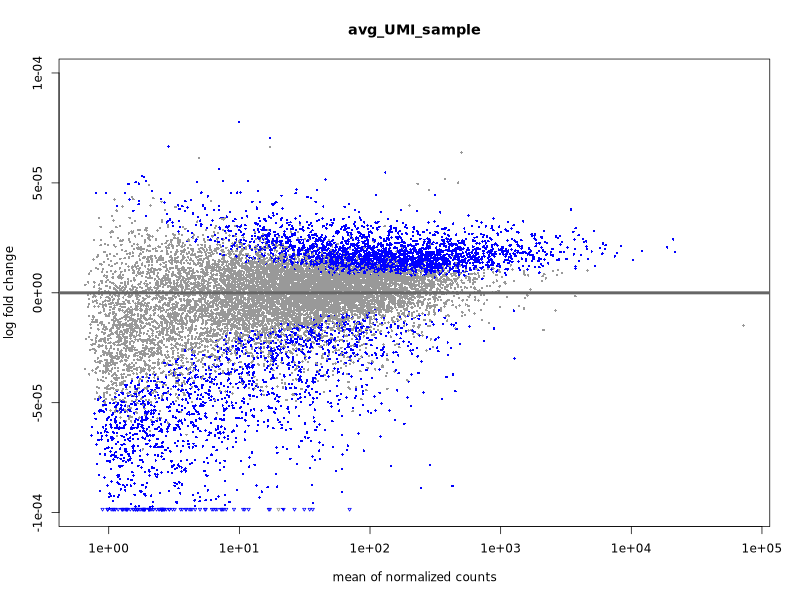 avg_UMI_sample
log fold change
1e-04
5e-05
0e+00
-5e-05
-1e-04
1e+00 1e+01 1e+02 1e+03 1e+04 1e+05
mean of normalized counts